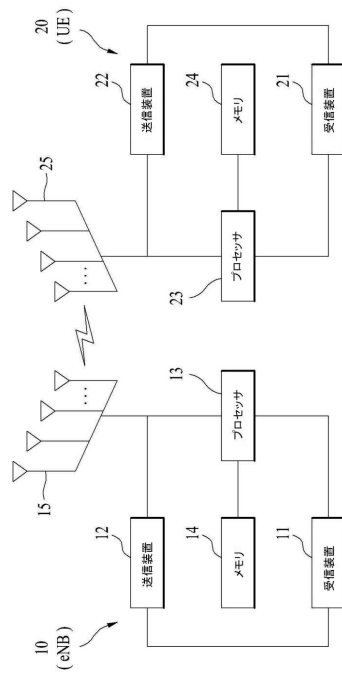 10
(eNB)
15
12
送信装置
14
メモリ
13
プロセッサ
11
受信装置
20
(UE)
25
22
送信装置
24
メモリ
23
プロセッサ
21
受信装置